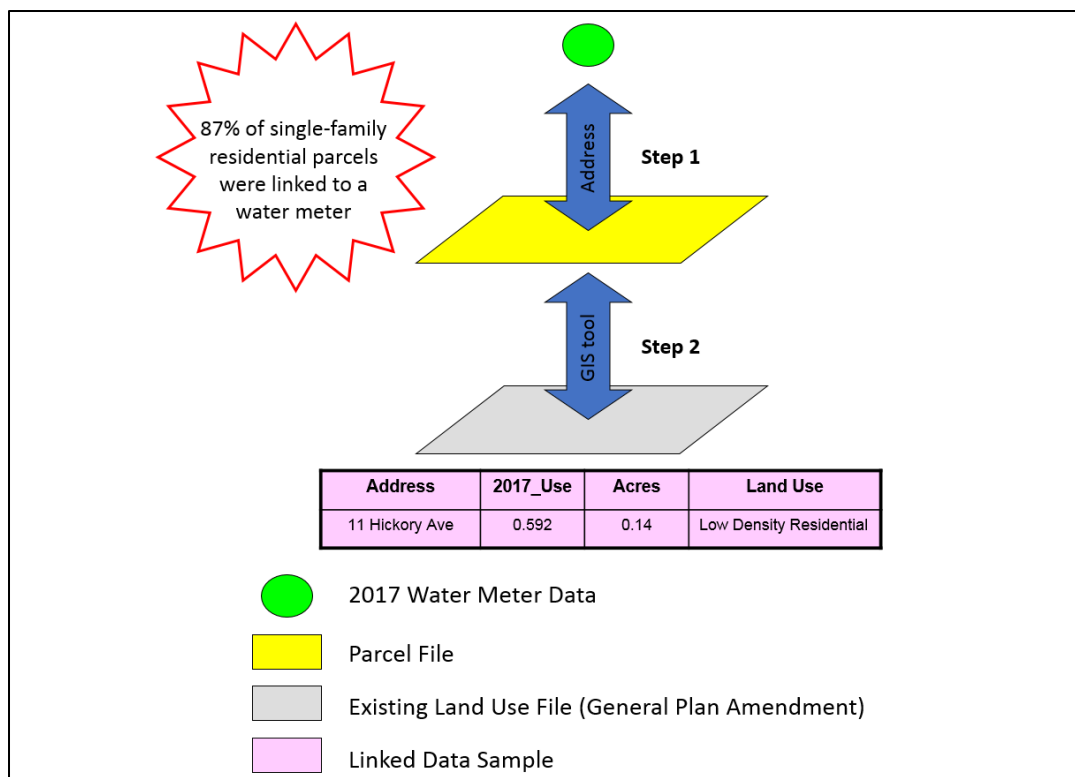 87% of single-family
residential parcels
were linked to a
water meter
Address
Step 1
GIS tool
Step 2
Address 2017_Use Acres Land Use
11 Hickory Ave 0.592 0.14 Low Density Residential
2017 Water Meter Data
Parcel File
Existing Land Use File (General Plan Amendment)
Linked Data Sample